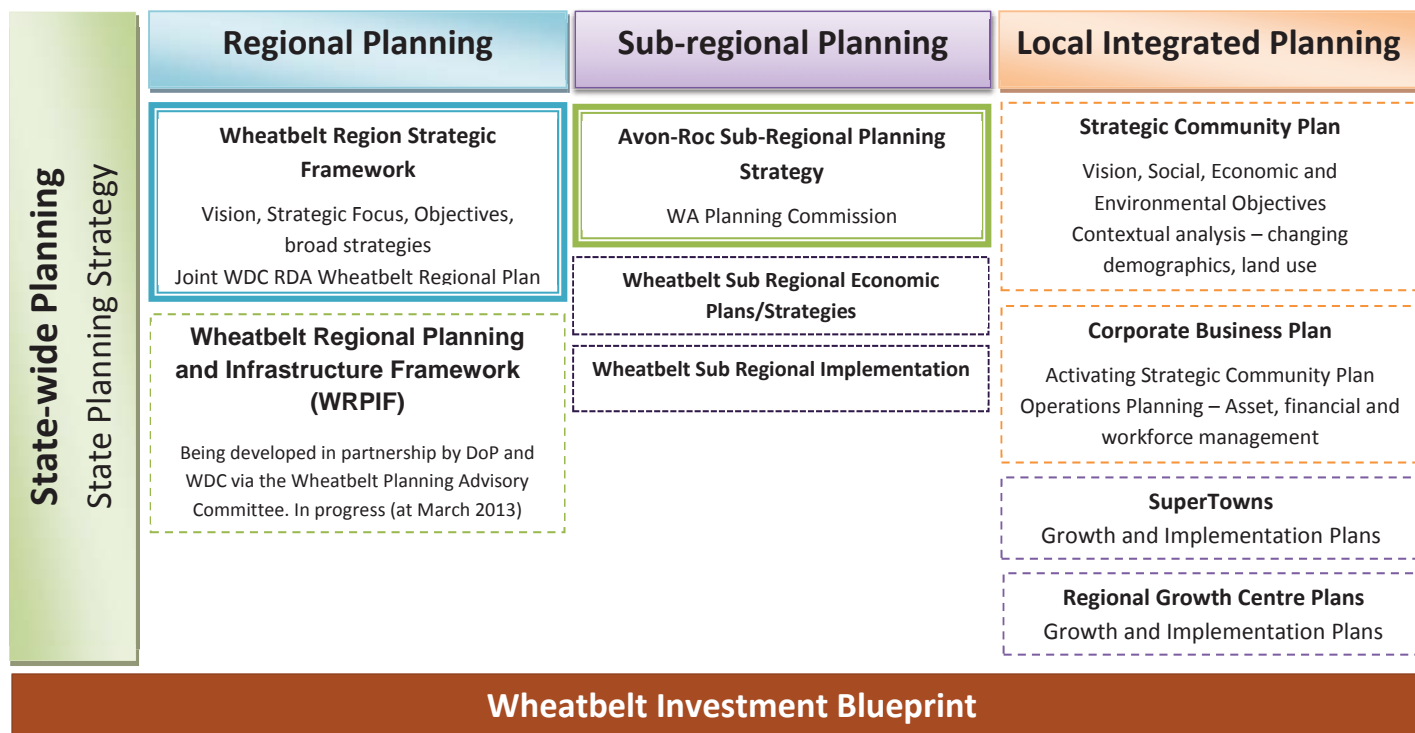 State-wide Planning
State Planning Strategy
Regional Planning
Wheatbelt Region Strategic
Framework
Vision, Strategic Focus, Objectives,
broad strategies
Joint WDC RDA Wheatbelt Regional Plan
Wheatbelt Regional Planning
and Infrastructure Framework
(WRPIF)
Being developed in partnership by DoP and
WDC via the Wheatbelt Planning Advisory
Committee. In progress (at March 2013)
Sub-regional Planning
Avon-Roc Sub-Regional Planning
Strategy
WA Planning Commission
Wheatbelt Sub Regional Economic
Plans/Strategies
Wheatbelt Sub Regional Implementation
Local Integrated Planning
Strategic Community Plan
Vision, Social, Economic and
Environmental Objectives
Contextual analysis – changing
demographics, land use
Corporate Business Plan
Activating Strategic Community Plan
Operations Planning – Asset, financial and
workforce management
SuperTowns
Growth and Implementation Plans
Regional Growth Centre Plans
Growth and Implementation Plans
Wheatbelt Investment Blueprint